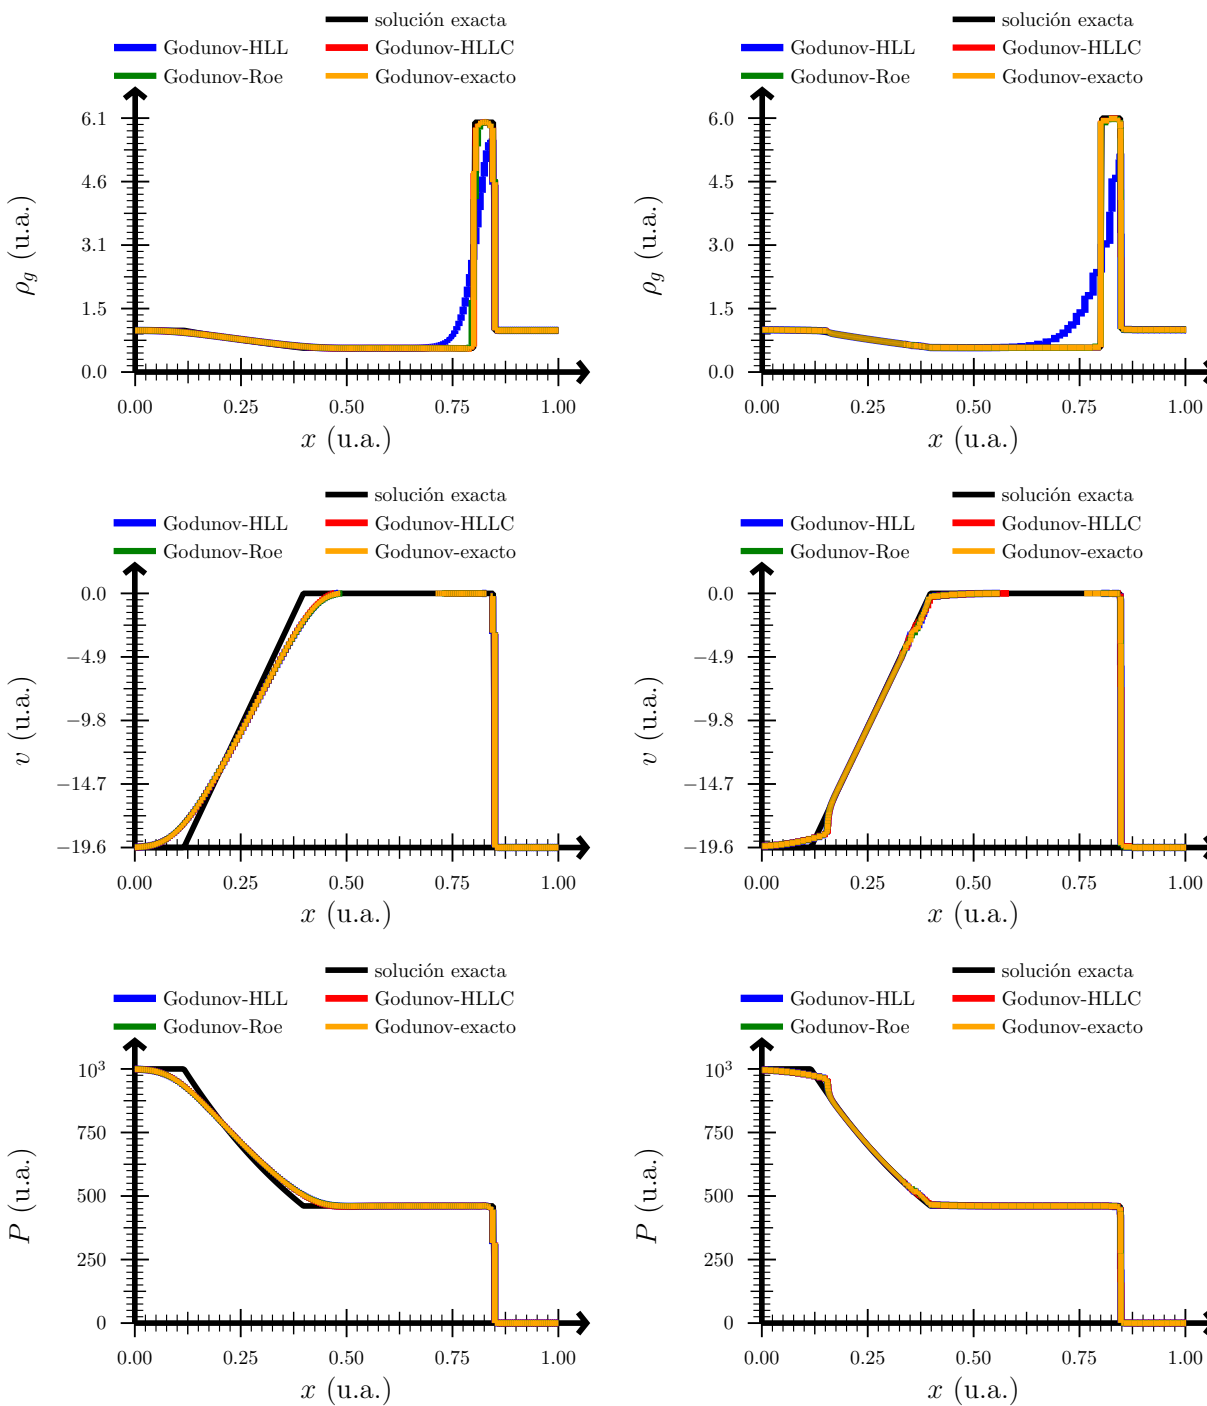 solución exacta
Godunov-HLL Godunov-HLLC
Godunov-Roe Godunov-exacto
6.1
4.6
3.1
1.5
0.0
ρg (u.a.)
0.00 0.25 0.50 0.75 1.00
x (u.a.)
solución exacta
Godunov-HLL Godunov-HLLC
Godunov-Roe Godunov-exacto
6.0
4.5
3.0
1.5
0.0
ρg (u.a.)
0.00 0.25 0.50 0.75 1.00
x (u.a.)
solución exacta
Godunov-HLL Godunov-HLLC
Godunov-Roe Godunov-exacto
0.0
−4.9
−9.8
−14.7
−19.6
v (u.a.)
0.00 0.25 0.50 0.75 1.00
x (u.a.)
solución exacta
Godunov-HLL Godunov-HLLC
Godunov-Roe Godunov-exacto
0.0
−4.9
−9.8
−14.7
−19.6
v (u.a.)
0.00 0.25 0.50 0.75 1.00
x (u.a.)
solución exacta
Godunov-HLL Godunov-HLLC
Godunov-Roe Godunov-exacto
10³
750
500
250
0
P (u.a.)
0.00 0.25 0.50 0.75 1.00
x (u.a.)
solución exacta
Godunov-HLL Godunov-HLLC
Godunov-Roe Godunov-exacto
10³
750
500
250
0
P (u.a.)
0.00 0.25 0.50 0.75 1.00
x (u.a.)